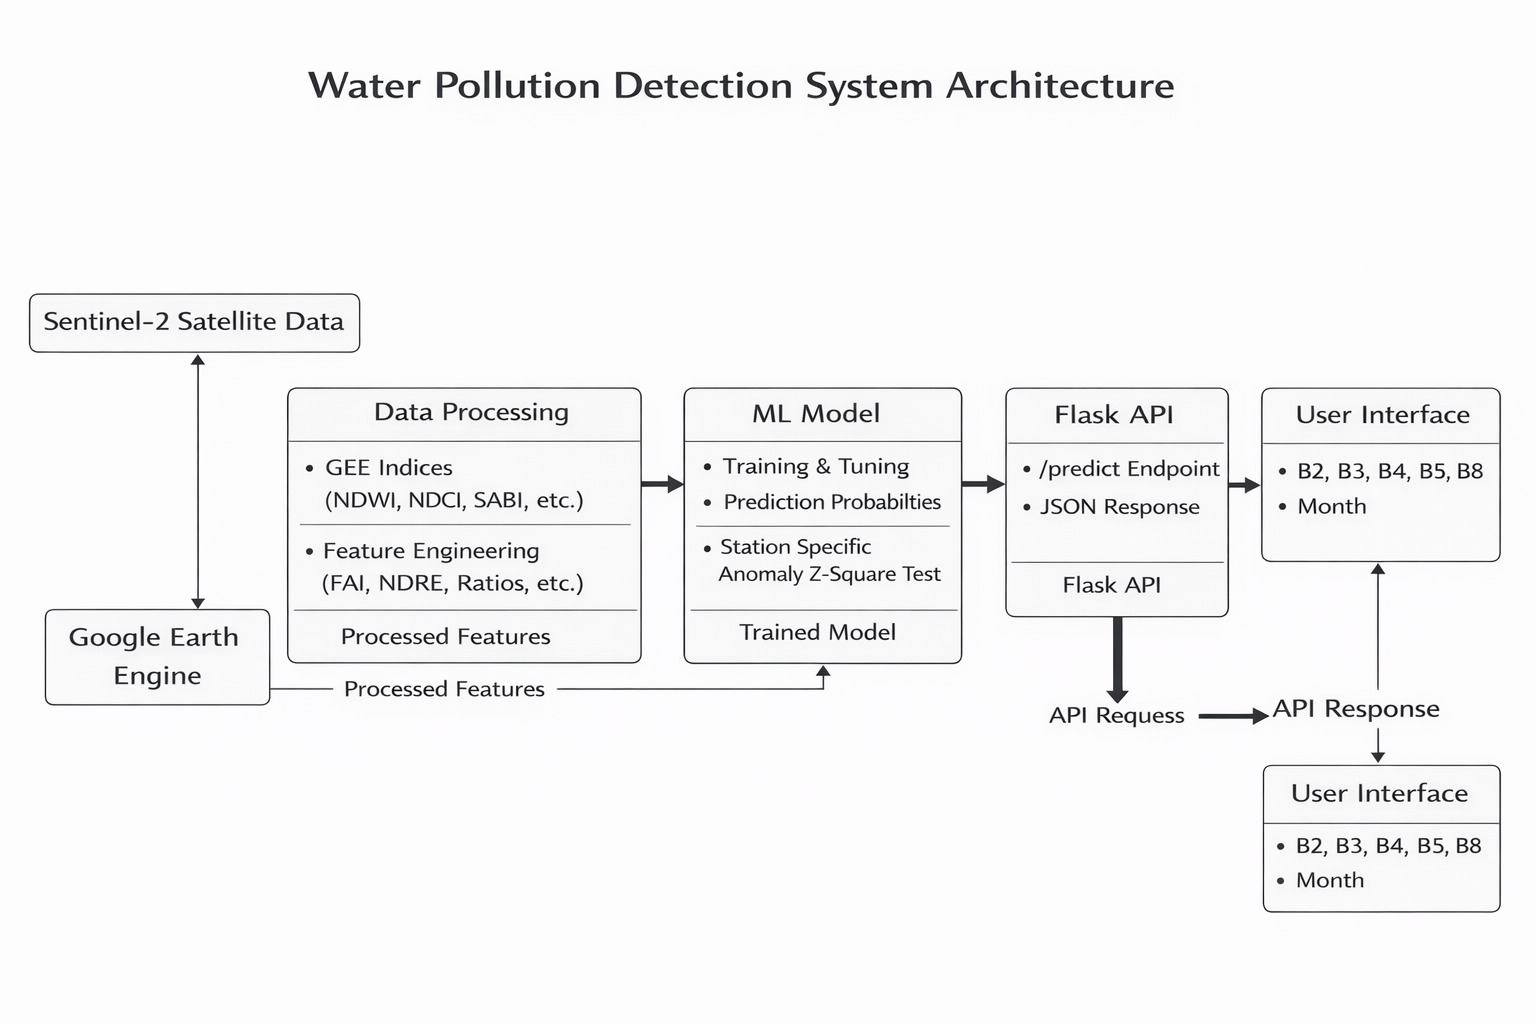 Water Pollution Detection System Architecture
Sentinel-2 Satellite Data
Google Earth
Engine
Data Processing
• GEE Indices
(NDWI, NDCI, SABI, etc.)
• Feature Engineering
(FAI, NDRE, Ratios, etc.)
Processed Features
Processed Features
ML Model
• Training & Tuning
• Prediction Probabilties
• Station Specific
Anomaly Z-Square Test
Trained Model
Flask API
• /predict Endpoint
• JSON Response
Flask API
API Requess
API Response
User Interface
• B2, B3, B4, B5, B8
• Month
User Interface
• B2, B3, B4, B5, B8
• Month